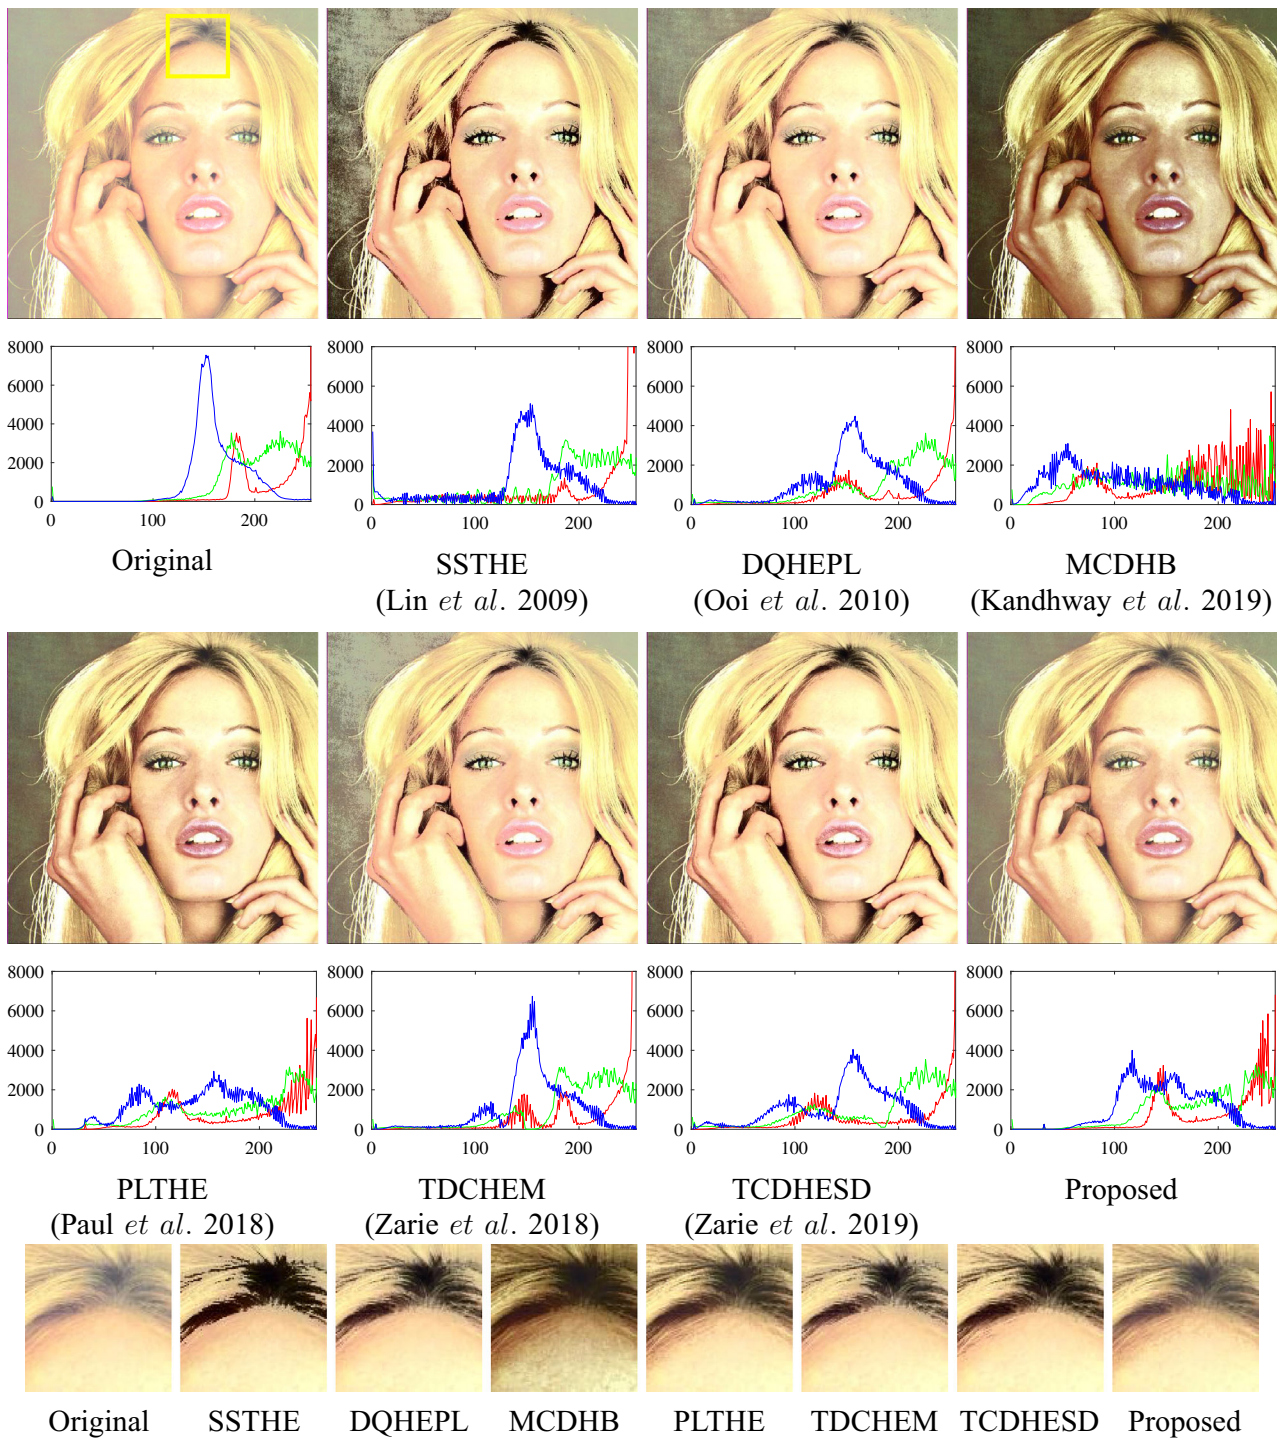 8000 8000 8000 8000
6000 6000 6000 6000
4000 4000 4000 4000
2000 2000 2000 2000
0 0 0 0
100 200 0 100 200 0 100 200 0 100 200
Original SSTHE DQHEPL MCDHB
(Lin et al. 2009) (Ooi et al. 2010) (Kandhway et al. 2019)
8000 8000 8000 8000
6000 6000 6000 6000
4000 4000 4000 4000
2000 2000 2000 2000
0 0 0 0
0 100 200 0 100 200 0 100 200 0 100 200
PLTHE TDCHEM TCDHESD Proposed
(Paul et al. 2018) (Zarie et al. 2018) (Zarie et al. 2019)
Original SSTHE DQHEPL MCDHB PLTHE TDCHEM TCDHESD Proposed